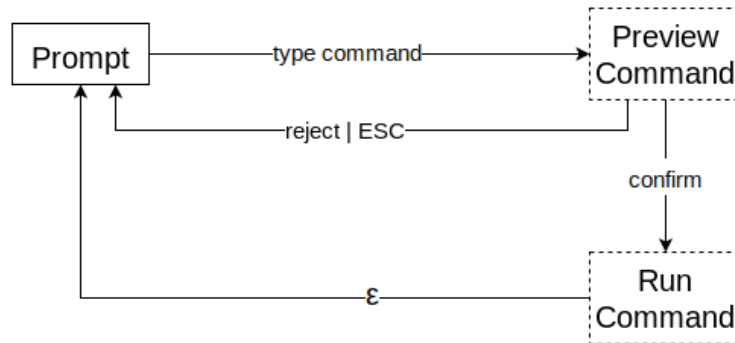 Prompt
type command
Preview
Command
reject | ESC
confirm
ε
Run
Command